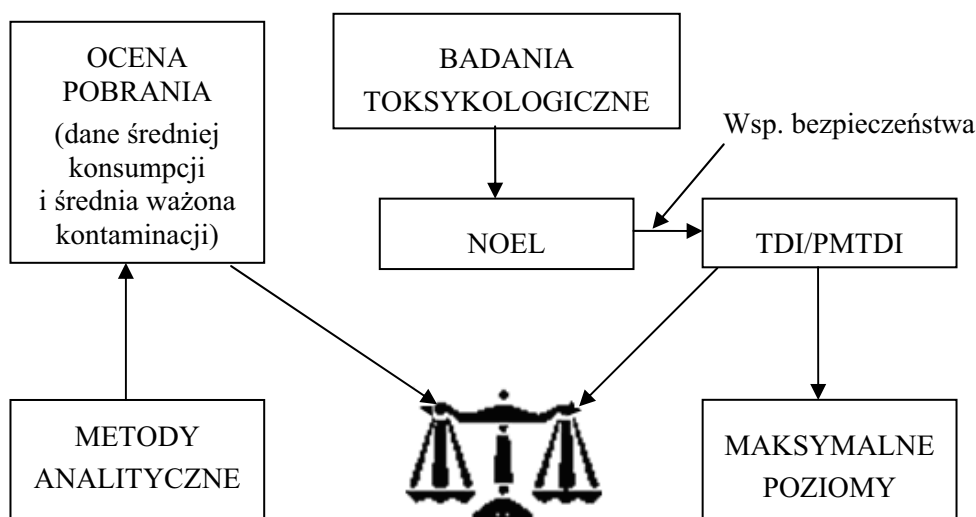 OCENA
POBRANIA
(dane średniej
konsumpcji
i średnia ważona
kontaminacji)
BADANIA
TOKSYKOLOGICZNE
Wsp. bezpieczeństwa
NOEL
TDI/PMTDI
METODY
ANALITYCZNE
MAKSYMALNE
POZIOMY